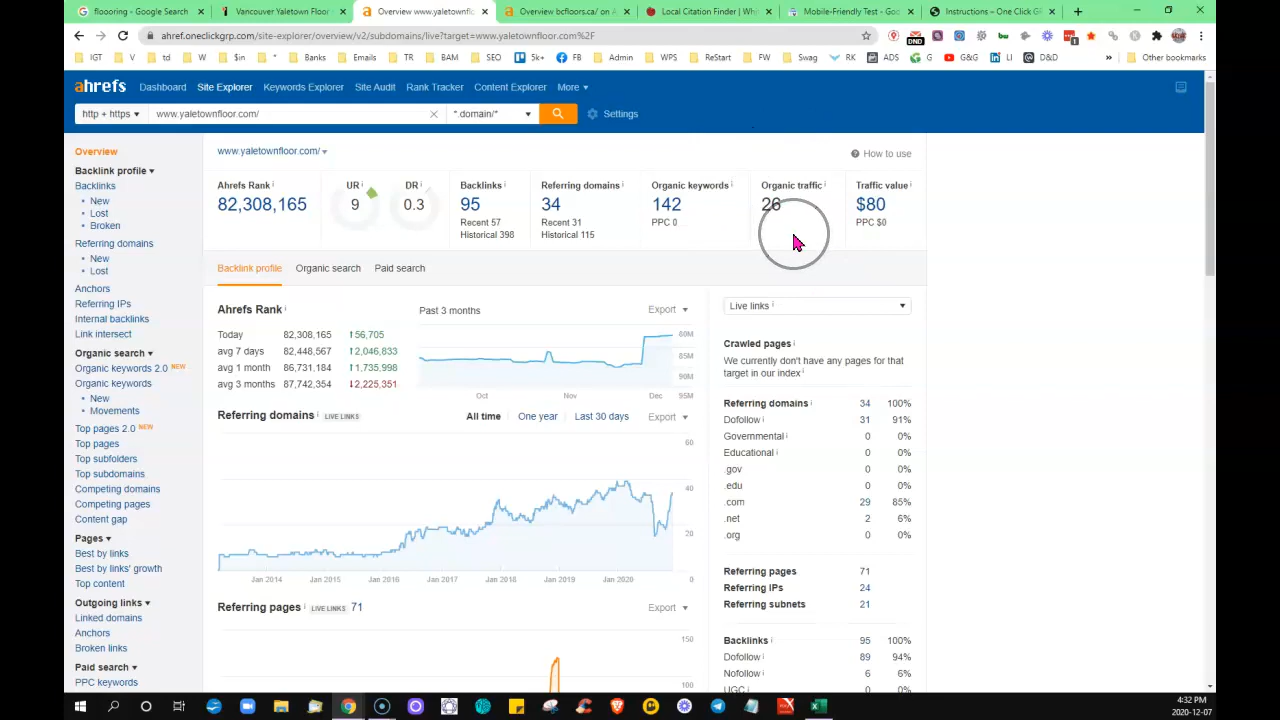 floooring - Google Search
Vancouver Yaletown Floor
Overview www.yaletownfl
Overview bcfloors.ca/ on A
Local Citation Finder | Whi
Mobile-Friendly Test - Goo
Instructions – One Click G
ahref.oneclickgrp.com/site-explorer/overview/v2/subdomains/live?target=www.yaletownfloor.com%2F
IGT V td W $in * Banks Emails TR BAM SEO 5k+ FB Admin WPS ReStart FW Swag RK ADS G G&G LI D&D » Other bookmarks
ahrefs Dashboard Site Explorer Keywords Explorer Site Audit Rank Tracker Content Explorer More
http + https www.yaletownfloor.com/ *.domain/* Settings
Overview
Backlink profile
Backlinks
New
Lost
Broken
Referring domains
New
Lost
Anchors
Referring IPs
Internal backlinks
Link intersect
Organic search
Organic keywords 2.0 NEW
Organic keywords
New
Movements
Top pages 2.0 NEW
Top pages
Top subfolders
Top subdomains
Competing domains
Competing pages
Content gap
Pages
Best by links
Best by links' growth
Top content
Outgoing links
Linked domains
Anchors
Broken links
Paid search
PPC keywords
www.yaletownfloor.com/
How to use
Ahrefs Rank UR DR Backlinks Referring domains Organic keywords Organic traffic Traffic value
82,308,165 9 0.3 95 34 142 26 $80
Recent 57 Recent 31 PPC 0 PPC $0
Historical 398 Historical 115
Backlink profile Organic search Paid search
Ahrefs Rank Past 3 months Export
Today 82,308,165 ↑56,705
avg 7 days 82,448,567 ↑2,046,833
avg 1 month 86,731,184 ↑1,735,998
avg 3 months 87,742,354 ↓2,225,351
80M
85M
90M
95M
Oct Nov Dec
Referring domains LIVE LINKS All time One year Last 30 days Export
60
40
20
0
Jan 2014 Jan 2015 Jan 2016 Jan 2017 Jan 2018 Jan 2019 Jan 2020
Referring pages LIVE LINKS 71 Export
150
100
Live links
Crawled pages
We currently don't have any pages for that
target in our index
Referring domains 34 100%
Dofollow 31 91%
Governmental 0 0%
Educational 0 0%
.gov 0 0%
.edu 0 0%
.com 29 85%
.net 2 6%
.org 0 0%
Referring pages 71
Referring IPs 24
Referring subnets 21
Backlinks 95 100%
Dofollow 89 94%
Nofollow 6 6%
UGC 0 0%
4:32 PM
2020-12-07